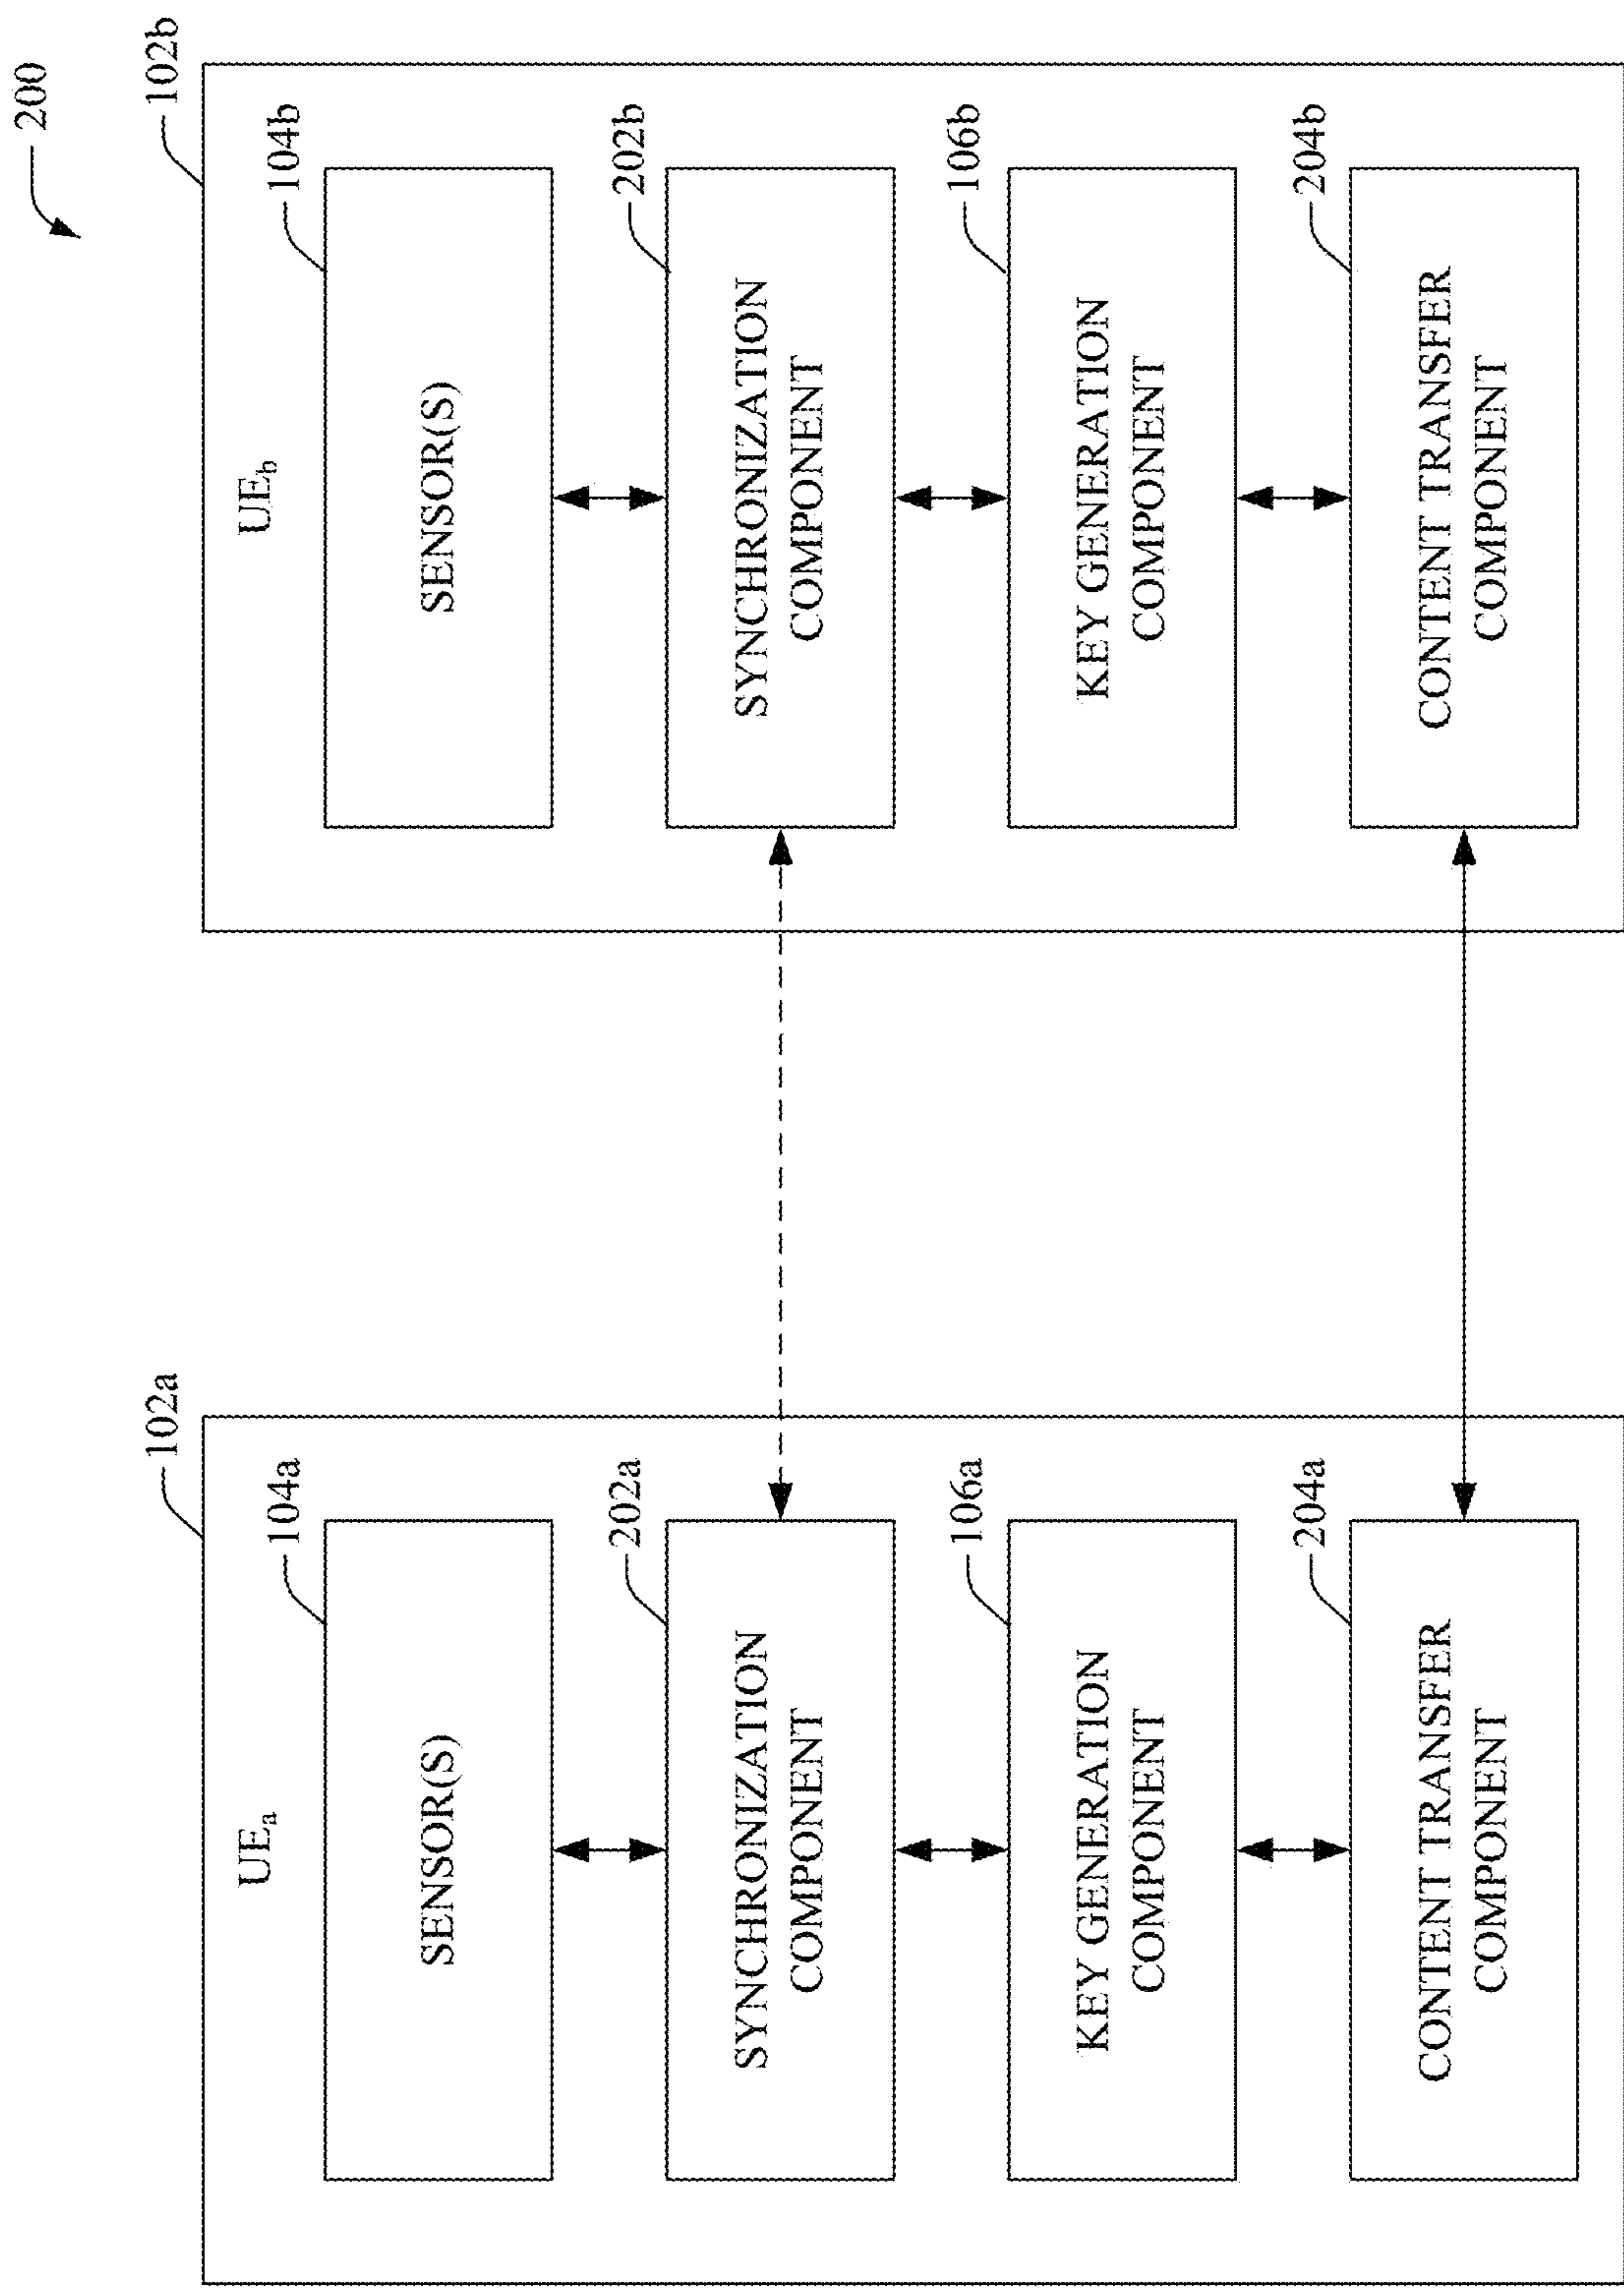 200
102a
UEa
104a
SENSOR(S)
202a
SYNCHRONIZATION
COMPONENT
106a
KEY GENERATION
COMPONENT
204a
CONTENT TRANSFER
COMPONENT
102b
UEb
104b
SENSOR(S)
202b
SYNCHRONIZATION
COMPONENT
106b
KEY GENERATION
COMPONENT
204b
CONTENT TRANSFER
COMPONENT